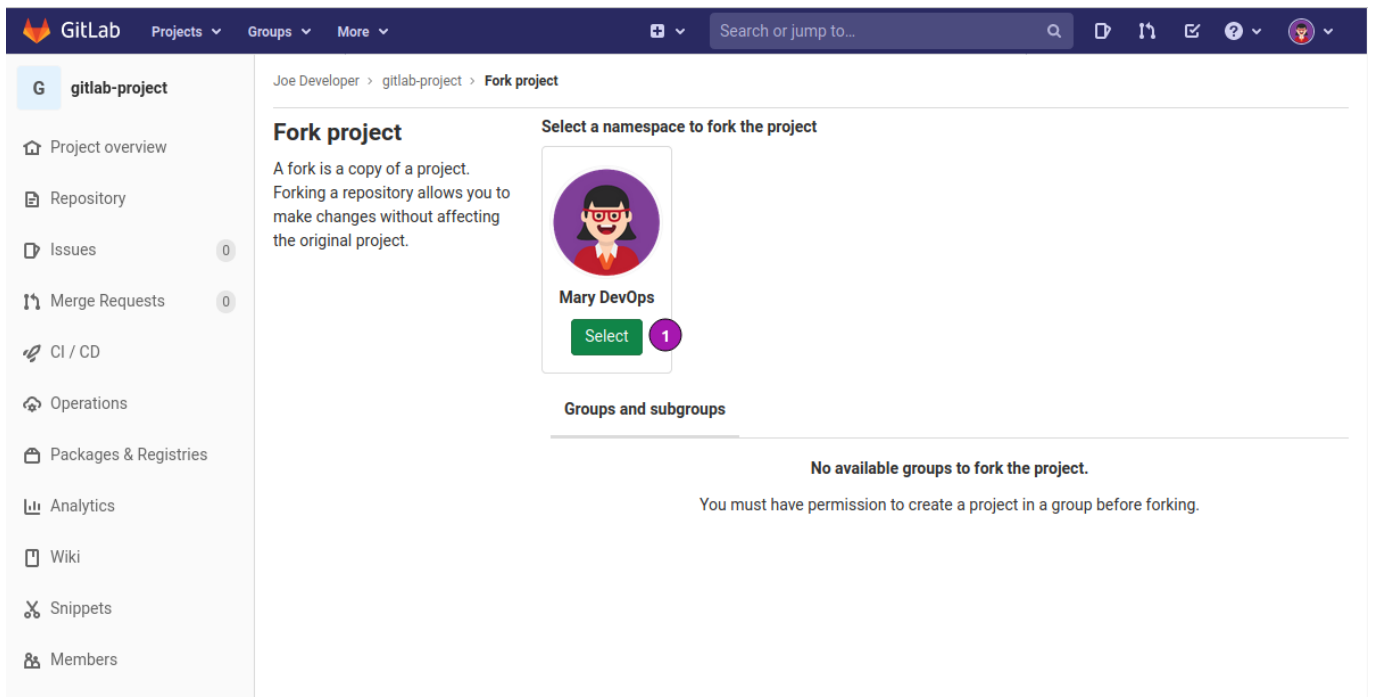 GitLab Projects Groups More Search or jump to...
G gitlab-project
Joe Developer > gitlab-project > Fork project
Project overview
Repository
Issues 0
Merge Requests 0
CI / CD
Operations
Packages & Registries
Analytics
Wiki
Snippets
Members
Fork project
A fork is a copy of a project.
Forking a repository allows you to
make changes without affecting
the original project.
Select a namespace to fork the project
Mary DevOps
Select 1
Groups and subgroups
No available groups to fork the project.
You must have permission to create a project in a group before forking.